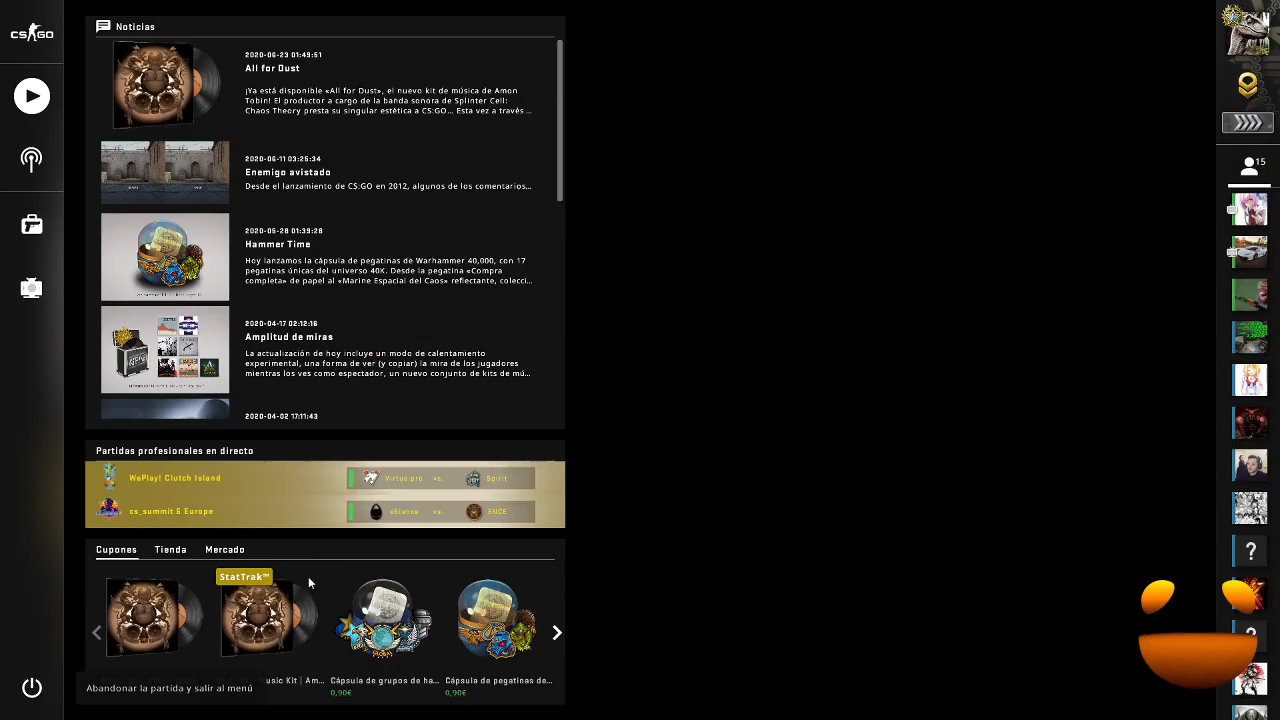 CS:GO
Noticias
2020-06-23 01:49:51
All for Dust
¡Ya está disponible «All for Dust», el nuevo kit de música de Amon
Tobin! El productor a cargo de la banda sonora de Splinter Cell:
Chaos Theory presta su singular estética a CS:GO... Esta vez a través ...
2020-06-11 03:25:34
Enemigo avistado
Desde el lanzamiento de CS:GO en 2012, algunos de los comentarios...
2020-05-28 01:39:28
Hammer Time
Hoy lanzamos la cápsula de pegatinas de Warhammer 40,000, con 17
pegatinas únicas del universo 40K. Desde la pegatina «Compra
completa» de papel al «Marine Espacial del Caos» reflectante, colecci...
2020-04-17 02:12:16
Amplitud de miras
La actualización de hoy incluye un modo de calentamiento
experimental, una forma de ver (y copiar) la mira de los jugadores
mientras los ves como espectador, un nuevo conjunto de kits de mú...
2020-04-02 17:11:43
Partidas profesionales en directo
WePlay! Clutch Island Virtus.pro vs. Spirit
cs_summit 6 Europe vs. ENCE
Cupones Tienda Mercado
StatTrak™
usic Kit | Am... Cápsula de grupos de ha... Cápsula de pegatinas de...
0,90€ 0,90€
Abandonar la partida y salir al menú
15
?
?